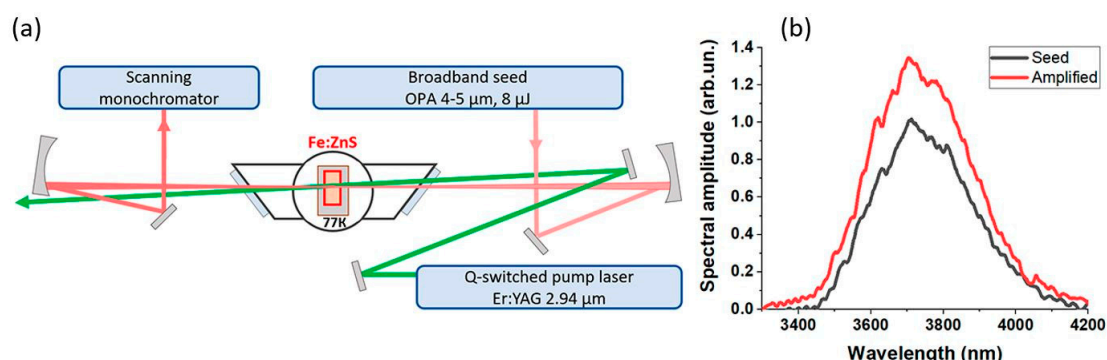 (a)
Scanning
monochromator
Broadband seed
OPA 4-5 μm, 8 μJ
Fe:ZnS
77K
Q-switched pump laser
Er:YAG 2.94 μm
(b)
Seed
Amplified
Spectral amplitude (arb.un.)
1.4
1.2
1.0
0.8
0.6
0.4
0.2
0.0
3400
3600
3800
4000
4200
Wavelength (nm)